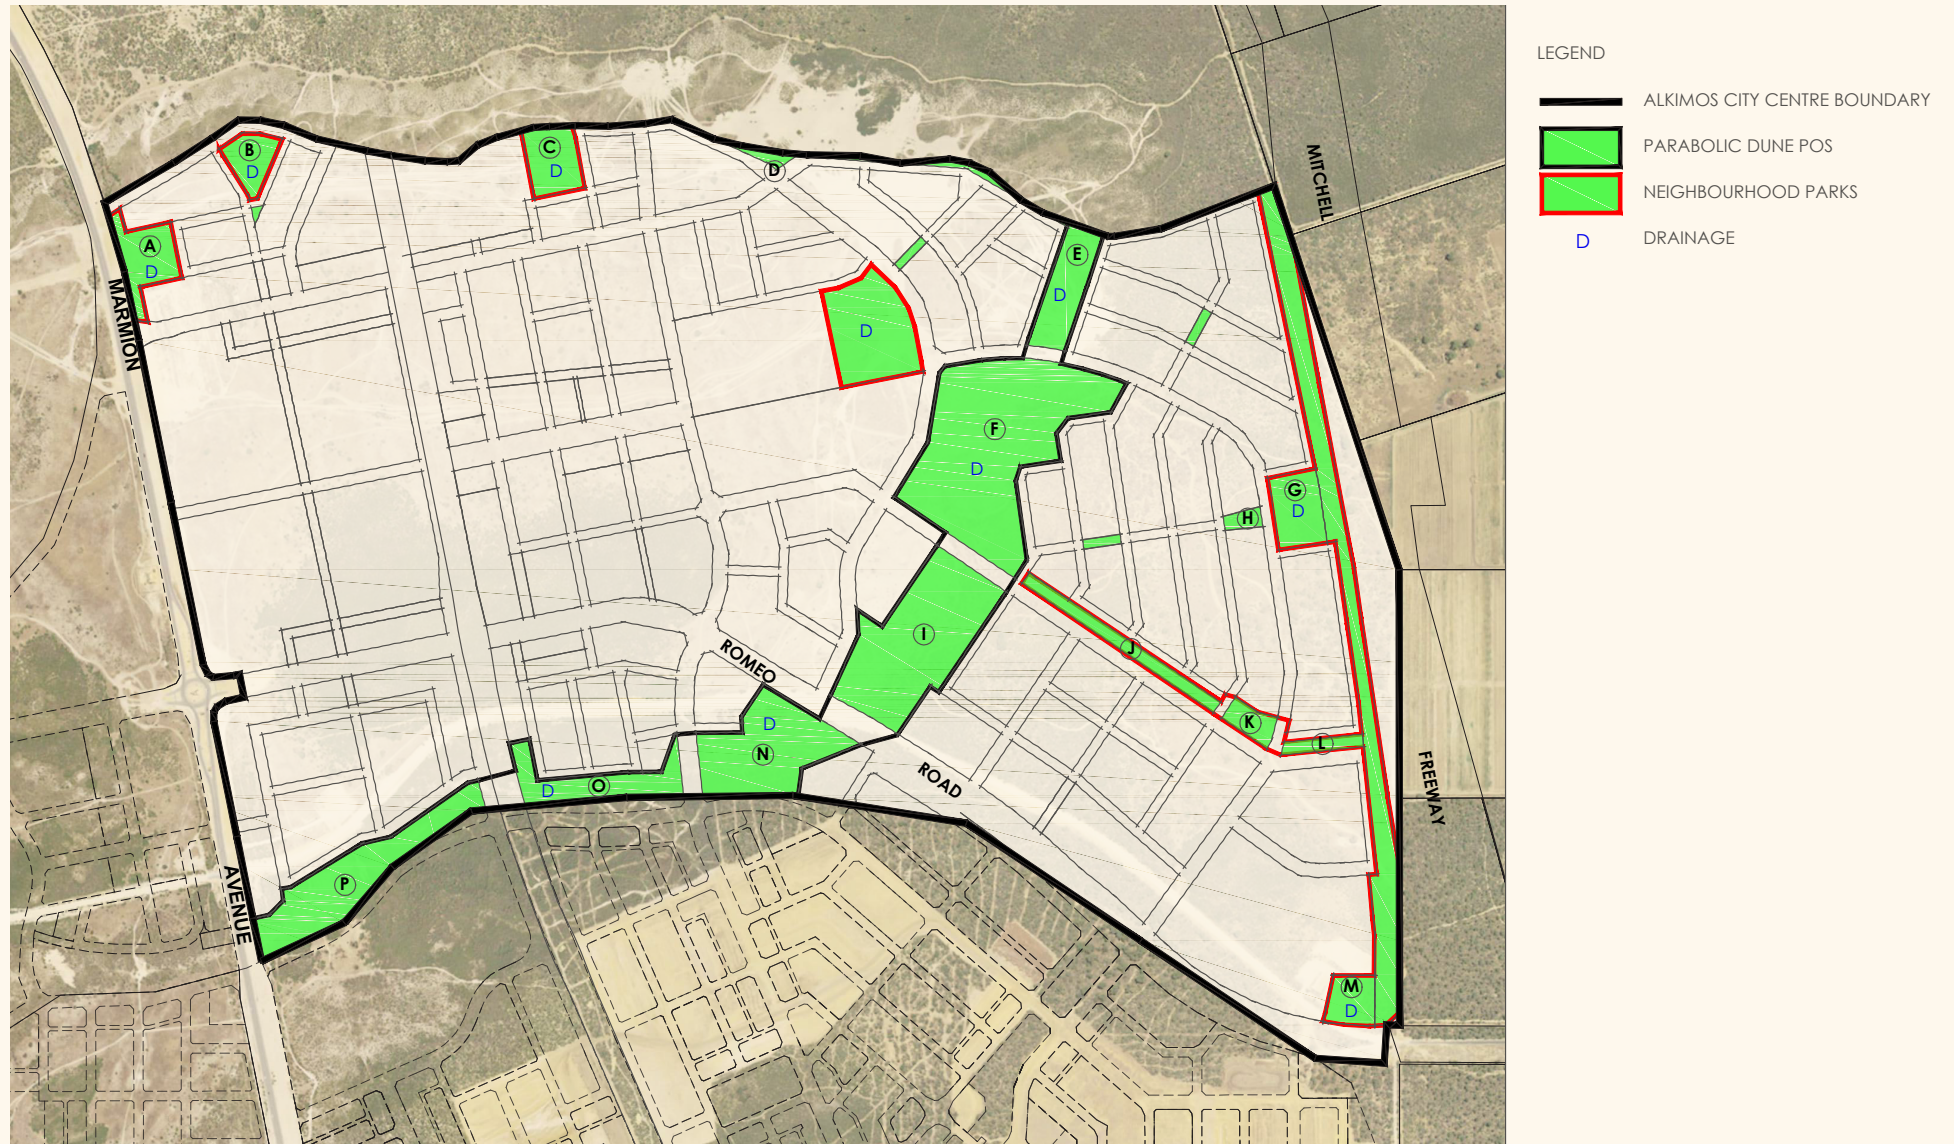 LEGEND
ALKIMOS CITY CENTRE BOUNDARY
PARABOLIC DUNE POS
NEIGHBOURHOOD PARKS
D DRAINAGE
B
D
C
D
D
MITCHELL
A
D
E
D
MARMION
D
F
D
G
D
H
I
J
ROMEO
K
L
D
N
ROAD
FREEWAY
O
D
P
AVENUE
M
D